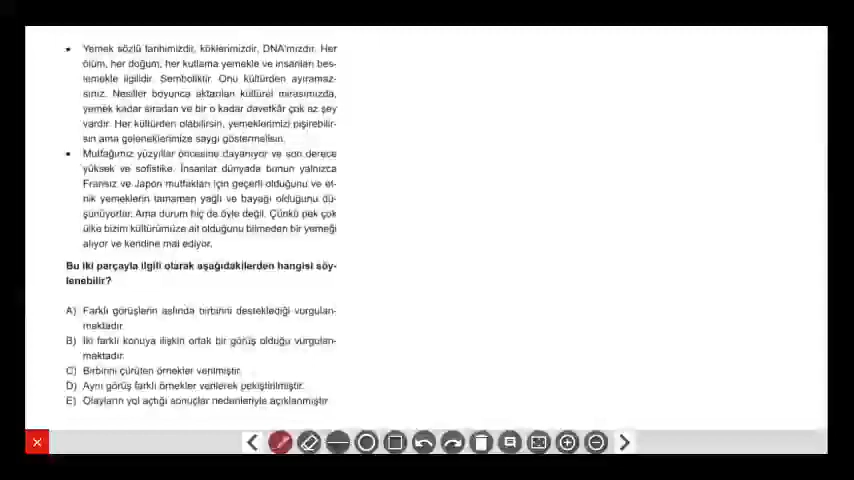 • Yemek sözlü tarihimizdir, köklerimizdir, DNA'mızdır. Her
ölüm, her doğum, her kutlama yemekle ve insanları bes-
lemekle ilgilidir. Semboliktir. Onu kültürden ayıramaz-
sınız. Nesiller boyunca aktarılan kültürel mirasımızda,
yemek kadar sıradan ve bir o kadar davetkâr çok az şey
vardır. Her kültürden olabilirsin, yemeklerimizi pişirebilir-
sin ama geleneklerimize saygı göstermelisin.
• Mutfağımız yüzyıllar öncesine dayanıyor ve son derece
yüksek ve sofistike. İnsanlar dünyada bunun yalnızca
Fransız ve Japon mutfakları için geçerli olduğunu ve et-
nik yemeklerin tamamen yağlı ve bayağı olduğunu dü-
şünüyorlar. Ama durum hiç de öyle değil. Çünkü pek çok
ülke bizim kültürümüze ait olduğunu bilmeden bir yemeği
alıyor ve kendine mal ediyor.
Bu iki parçayla ilgili olarak aşağıdakilerden hangisi söy-
lenebilir?
A) Farklı görüşlerin aslında birbirini desteklediği vurgulan-
maktadır.
B) İki farklı konuya ilişkin ortak bir görüş olduğu vurgulan-
maktadır.
C) Birbirini çürüten örnekler verilmiştir.
D) Aynı görüş farklı örnekler verilerek pekiştirilmiştir.
E) Olayların yol açtığı sonuçlar nedenleriyle açıklanmıştır.